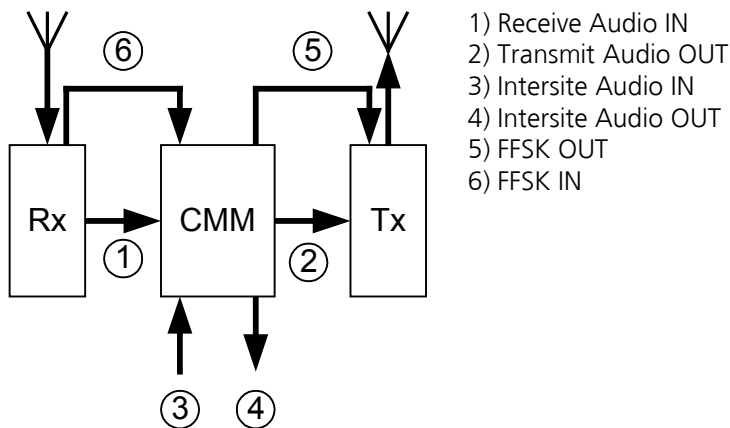 6
5
Rx
CMM
Tx
1
2
3
4
1) Receive Audio IN
2) Transmit Audio OUT
3) Intersite Audio IN
4) Intersite Audio OUT
5) FFSK OUT
6) FFSK IN